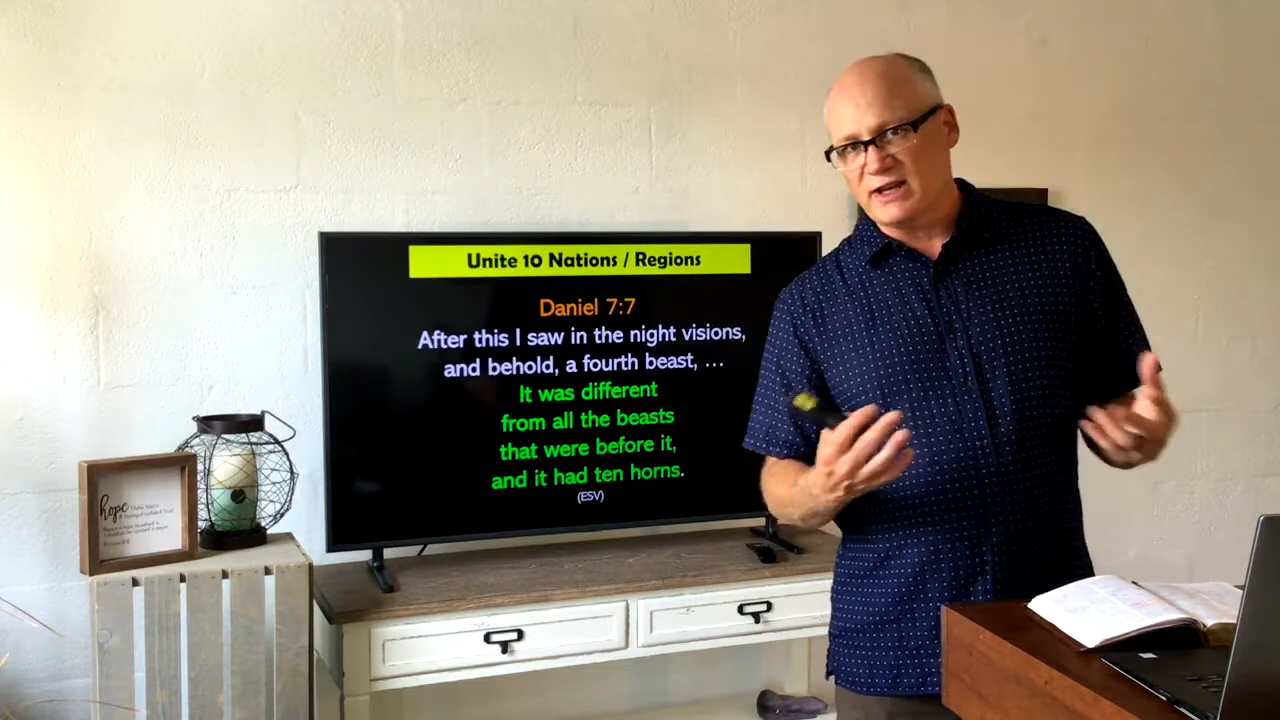 Unite 10 Nations / Regions
Daniel 7:7
After this I saw in the night visions,
and behold, a fourth beast, ...
It was different
from all the beasts
that were before it,
and it had ten horns.
(ESV)
hope